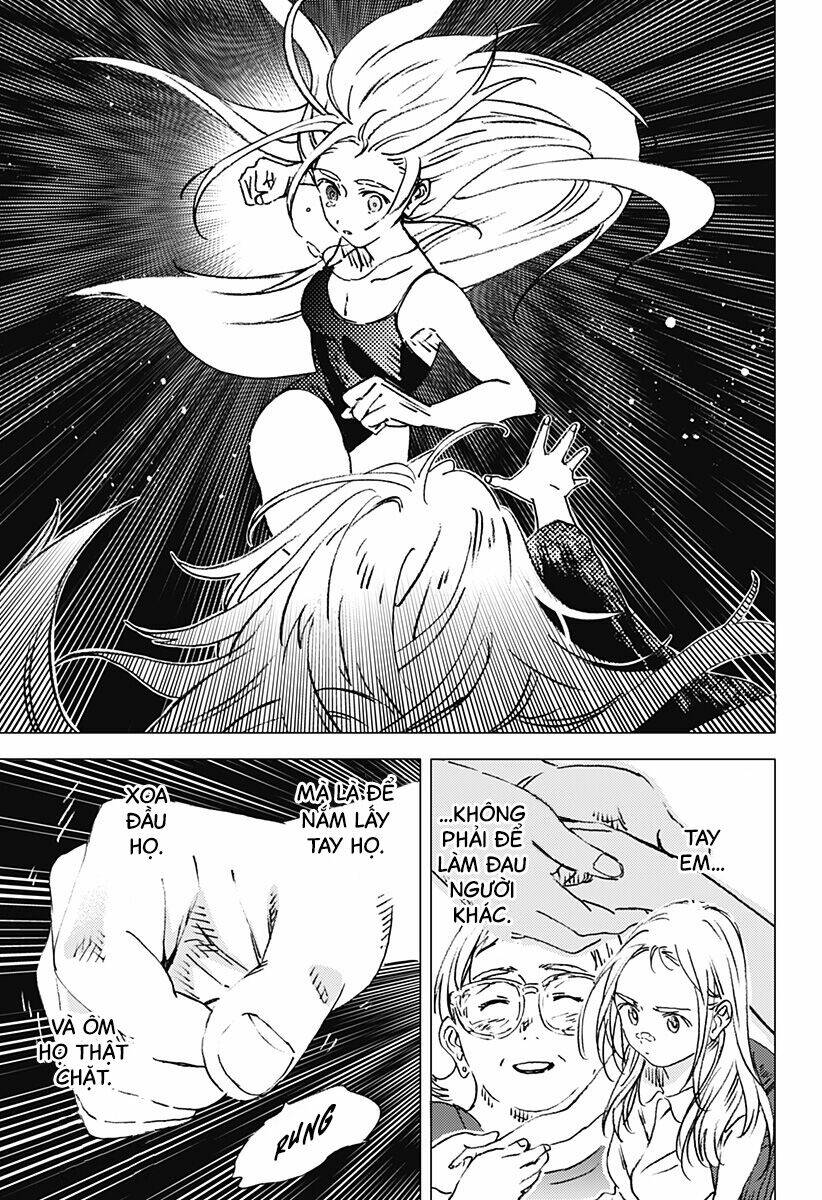 TAY
EM...
...KHÔNG
PHẢI ĐỂ
LÀM ĐAU
NGƯỜI
KHÁC.
MÀ LÀ ĐỂ
NẮM LẤY
TAY HỌ.
XOA
ĐẦU
HỌ.
VÀ ÔM
HỌ THẬT
CHẶT.
RUNG